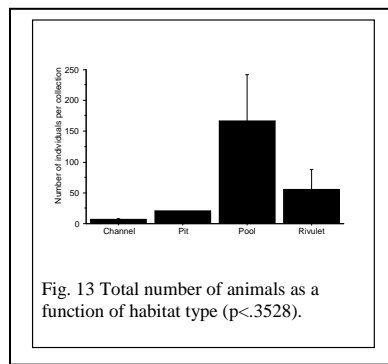 Number of individuals per collection
250
200
150
100
50
0
Channel Pit Pool Rivulet
Fig. 13 Total number of animals as a
function of habitat type (p<.3528).